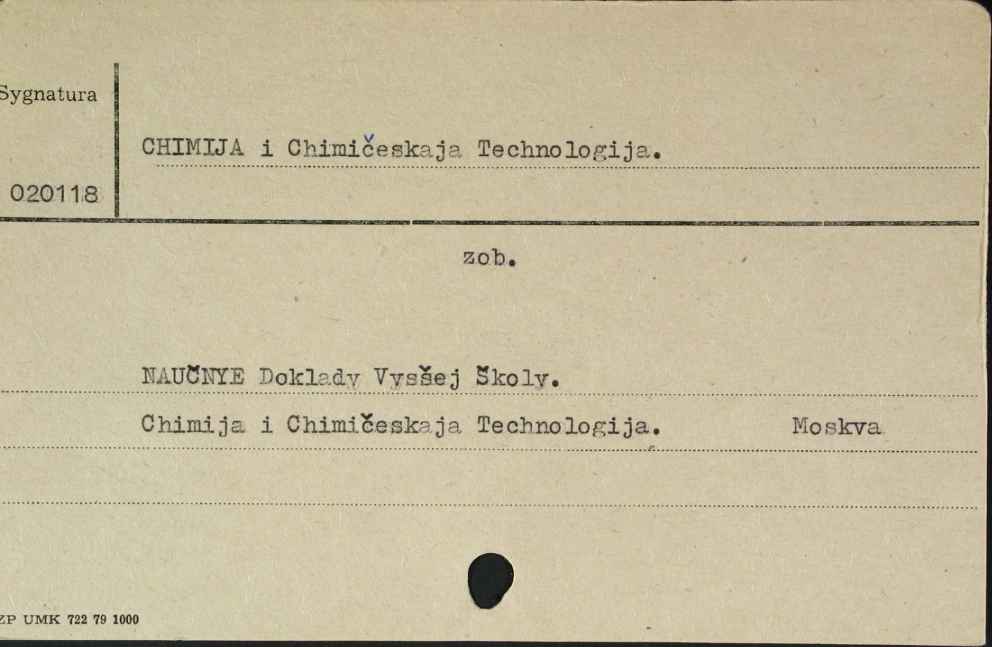 Sygnatura
CHIMIJA i Chimičeskaja Technologija.
020118
zob.
NAUČNYE Doklady Vysšej Školy.
Chimija i Chimičeskaja Technologija. Moskva
ZP UMK 722 79 1000